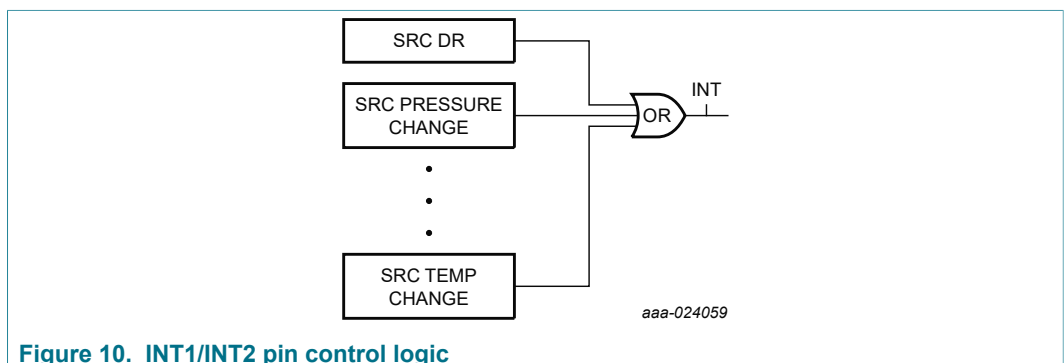 SRC DR
SRC PRESSURE
CHANGE
INT
OR
SRC TEMP
CHANGE
aaa-024059
Figure 10. INT1/INT2 pin control logic